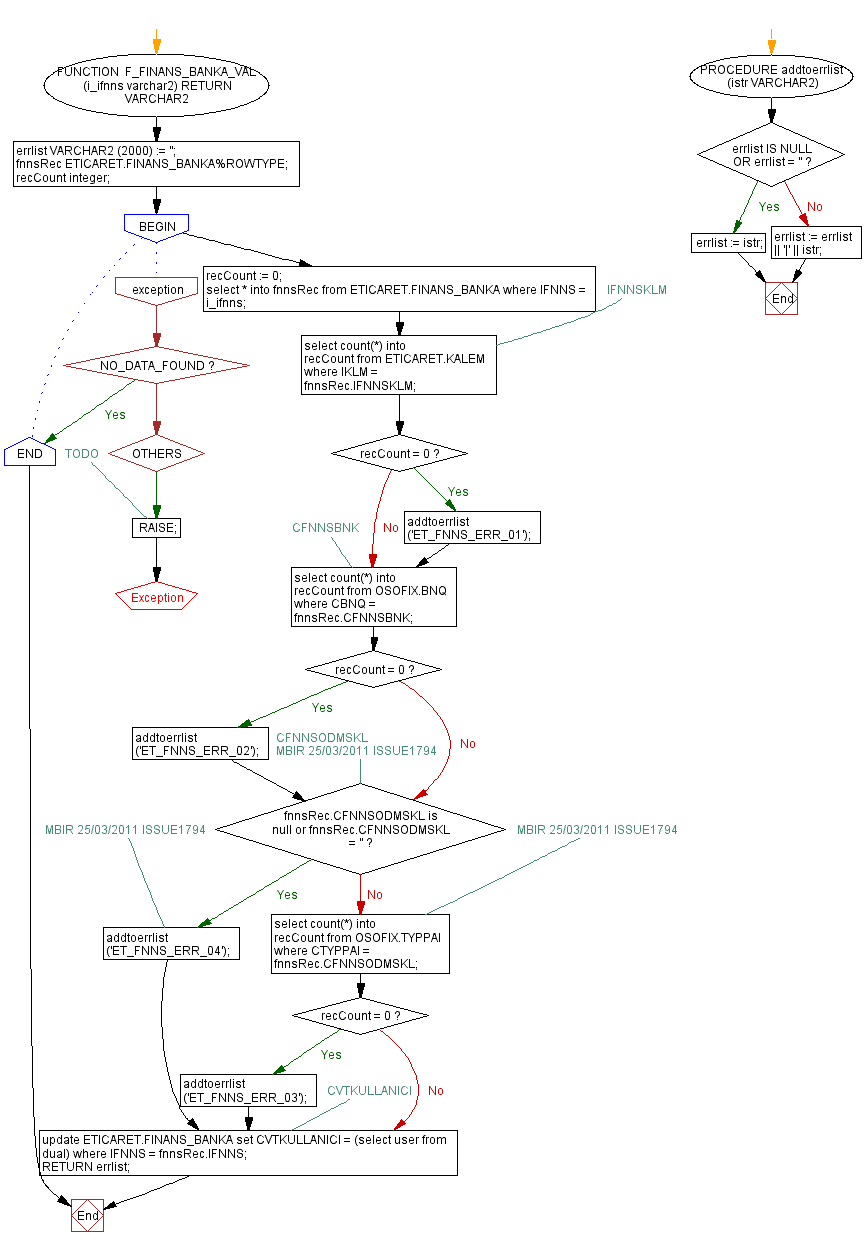 FUNCTION F_FINANS_BANKA_VAL
(i_ifnns varchar2) RETURN
VARCHAR2
errlist VARCHAR2 (2000) := '';
fnnsRec ETICARET.FINANS_BANKA%ROWTYPE;
recCount integer;
BEGIN
exception
NO_DATA_FOUND ?
Yes
END
TODO
OTHERS
RAISE;
Exception
recCount := 0;
select * into fnnsRec from ETICARET.FINANS_BANKA where IFNNS =
i_ifnns;
IFNNSKLM
select count(*) into
recCount from ETICARET.KALEM
where IKLM =
fnnsRec.IFNNSKLM;
recCount = 0 ?
Yes
No
addtoerrlist
('ET_FNNS_ERR_01');
CFNNSBNK
select count(*) into
recCount from OSOFIX.BNQ
where CBNQ =
fnnsRec.CFNNSBNK;
recCount = 0 ?
Yes
No
addtoerrlist
('ET_FNNS_ERR_02');
CFNNSODMSKL
MBIR 25/03/2011 ISSUE1794
fnnsRec.CFNNSODMSKL is
null or fnnsRec.CFNNSODMSKL
= '' ?
MBIR 25/03/2011 ISSUE1794
MBIR 25/03/2011 ISSUE1794
Yes
No
addtoerrlist
('ET_FNNS_ERR_04');
select count(*) into
recCount from OSOFIX.TYPPAI
where CTYPPAI =
fnnsRec.CFNNSODMSKL;
recCount = 0 ?
Yes
No
addtoerrlist
('ET_FNNS_ERR_03');
CVTKULLANICI
update ETICARET.FINANS_BANKA set CVTKULLANICI = (select user from
dual) where IFNNS = fnnsRec.IFNNS;
RETURN errlist;
End
PROCEDURE addtoerrlist
(istr VARCHAR2)
errlist IS NULL
OR errlist = '' ?
Yes
No
errlist := istr;
errlist := errlist
|| '|' || istr;
End